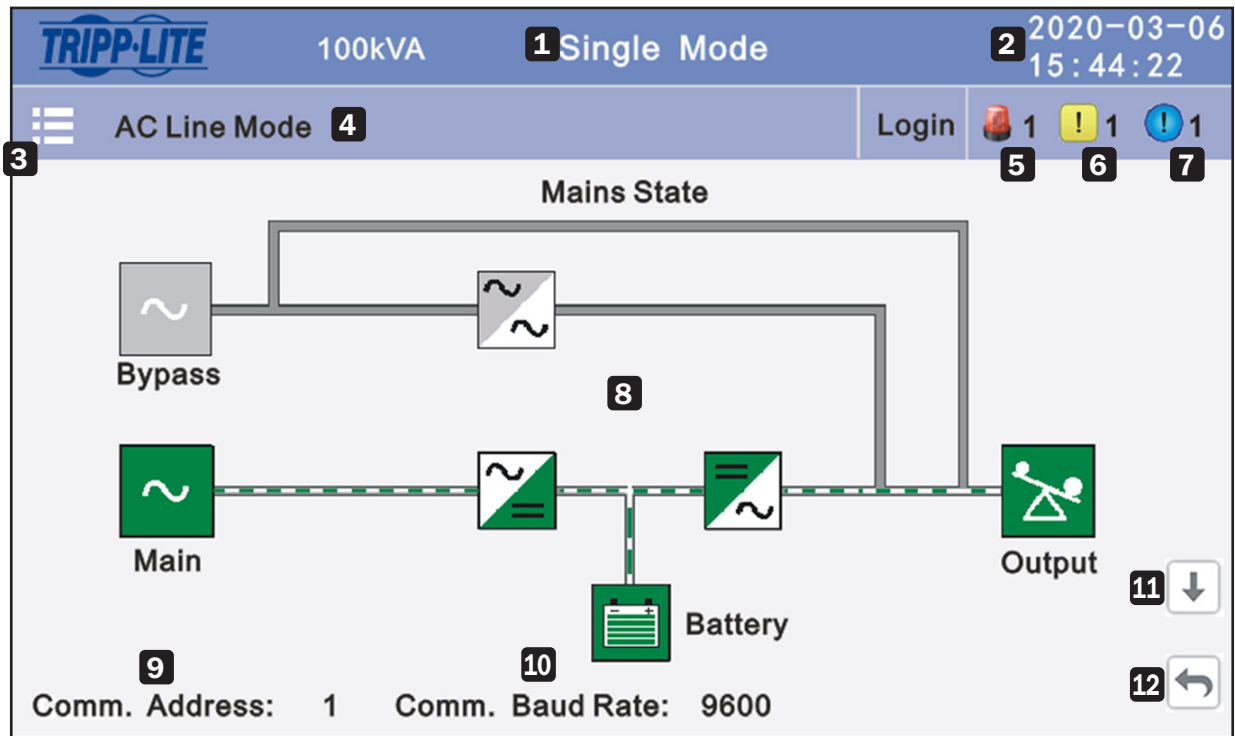 TRIPP·LITE 100kVA 1 Single Mode 2 2020-03-06
15:44:22
3 AC Line Mode 4 Login 1 1 1
5 6 7
Mains State
Bypass
8
Main
Output
11
Battery
9 10
12
Comm. Address: 1 Comm. Baud Rate: 9600